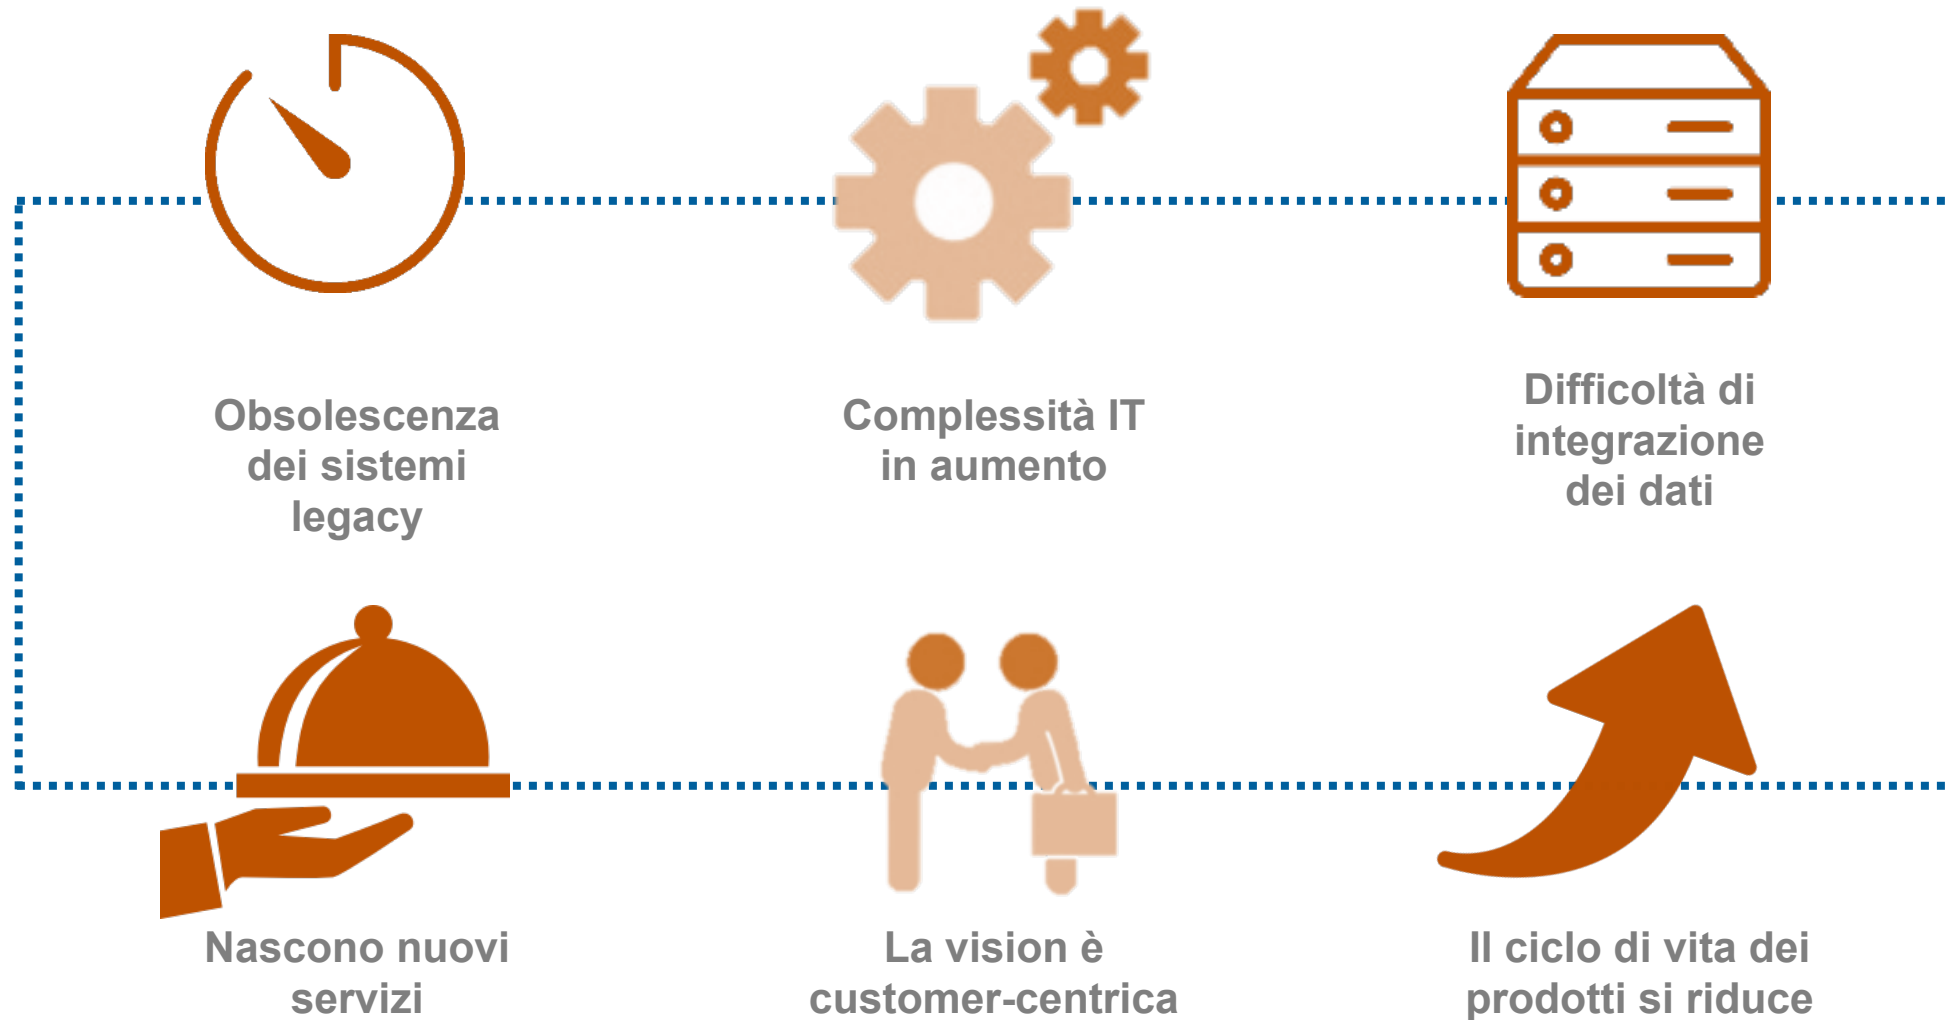 Obsolescenza
dei sistemi
legacy
Complessità IT
in aumento
Difficoltà di
integrazione
dei dati
Nascono nuovi
servizi
La vision è
customer-centrica
Il ciclo di vita dei
prodotti si riduce